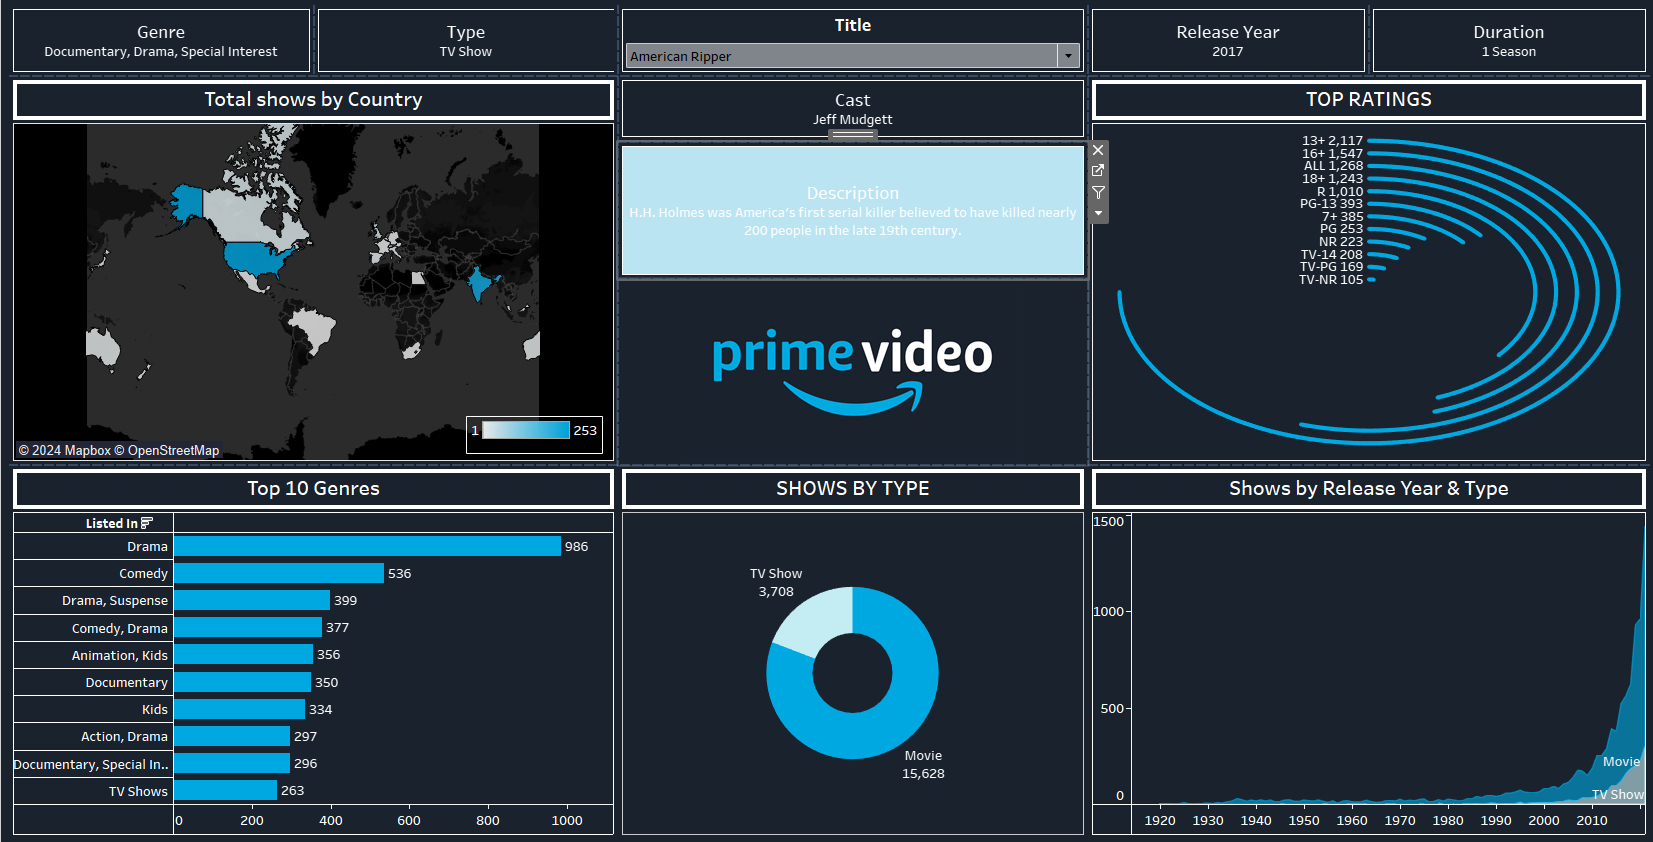 Genre
Documentary, Drama, Special Interest
Type
TV Show
Title
American Ripper
Release Year
2017
Duration
1 Season
Total shows by Country
© 2024 Mapbox © OpenStreetMap
1
253
Cast
Jeff Mudgett
Description
H.H. Holmes was America's first serial killer believed to have killed nearly
200 people in the late 19th century.
prime video
TOP RATINGS
13+ 2,117
16+ 1,547
ALL 1,268
18+ 1,243
R 1,010
PG-13 393
7+ 385
PG 253
NR 223
TV-14 208
TV-PG 169
TV-NR 105
Top 10 Genres
Listed In
Drama 986
Comedy 536
Drama, Suspense 399
Comedy, Drama 377
Animation, Kids 356
Documentary 350
Kids 334
Action, Drama 297
Documentary, Special In.. 296
TV Shows 263
0 200 400 600 800 1000
SHOWS BY TYPE
TV Show
3,708
Movie
15,628
Shows by Release Year & Type
1500
1000
500
0
Movie
TV Show
1920 1930 1940 1950 1960 1970 1980 1990 2000 2010